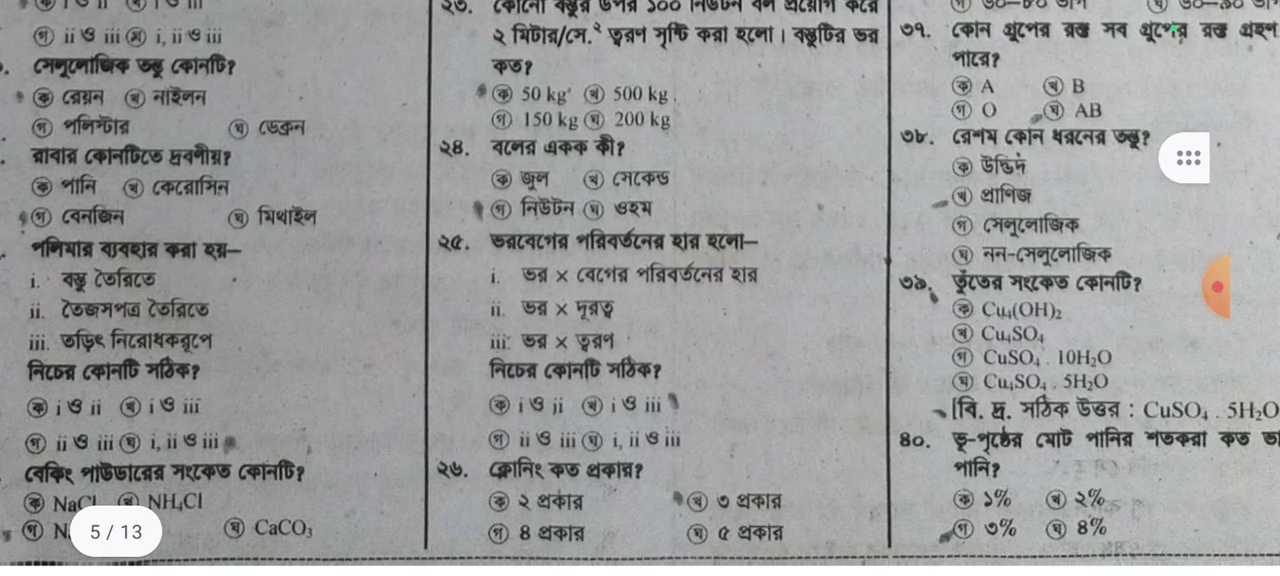 ii ও iii ঘ i, ii ও iii
সেলুলোজিক তন্তু কোনটি?
ক রেয়ন খ নাইলন
গ পলিস্টার ঘ ডেক্রন
রাবার কোনটিতে দ্রবণীয়?
ক পানি খ কেরোসিন
গ বেনজিন ঘ মিথাইল
পলিমার ব্যবহার করা হয়—
i. বস্তু তৈরিতে
ii. তৈজসপত্র তৈরিতে
iii. তড়িৎ নিরোধকরূপে
নিচের কোনটি সঠিক?
ক i ও ii খ i ও iii
গ ii ও iii ঘ i, ii ও iii
বেকিং পাউডারের সংকেত কোনটি?
ক NaCl খ NH₄Cl
গ ঘ CaCO₃
5 / 13
২৩. কোনো বস্তুর উপর ১০০ নিউটন বল প্রয়োগ করে
২ মিটার/সে.² ত্বরণ সৃষ্টি করা হলো। বস্তুটির ভর
কত?
ক 50 kg খ 500 kg
গ 150 kg ঘ 200 kg
২৪. বলের একক কী?
ক জুল খ সেকেন্ড
গ নিউটন ঘ ওহম
২৫. ভরবেগের পরিবর্তনের হার হলো—
i. ভর × বেগের পরিবর্তনের হার
ii. ভর × দূরত্ব
iii. ভর × ত্বরণ
নিচের কোনটি সঠিক?
ক i ও ii খ i ও iii
গ ii ও iii ঘ i, ii ও iii
২৬. ক্লোনিং কত প্রকার?
ক ২ প্রকার খ ৩ প্রকার
গ ৪ প্রকার ঘ ৫ প্রকার
৩৭. কোন গ্রুপের রক্ত সব গ্রুপের রক্ত গ্রহণ
পারে?
ক A খ B
গ O ঘ AB
৩৮. রেশম কোন ধরনের তন্তু?
ক উদ্ভিদ
খ প্রাণিজ
গ সেলুলোজিক
ঘ নন-সেলুলোজিক
৩৯. তুঁতের সংকেত কোনটি?
ক Cu₄(OH)₂
খ Cu₄SO₄
গ CuSO₄ . 10H₂O
ঘ Cu₄SO₄ . 5H₂O
[বি. দ্র. সঠিক উত্তর : CuSO₄ . 5H₂O
৪০. ভূ-পৃষ্ঠের মোট পানির শতকরা কত ভা
পানি?
ক ১% খ ২%
গ ৩% ঘ ৪%